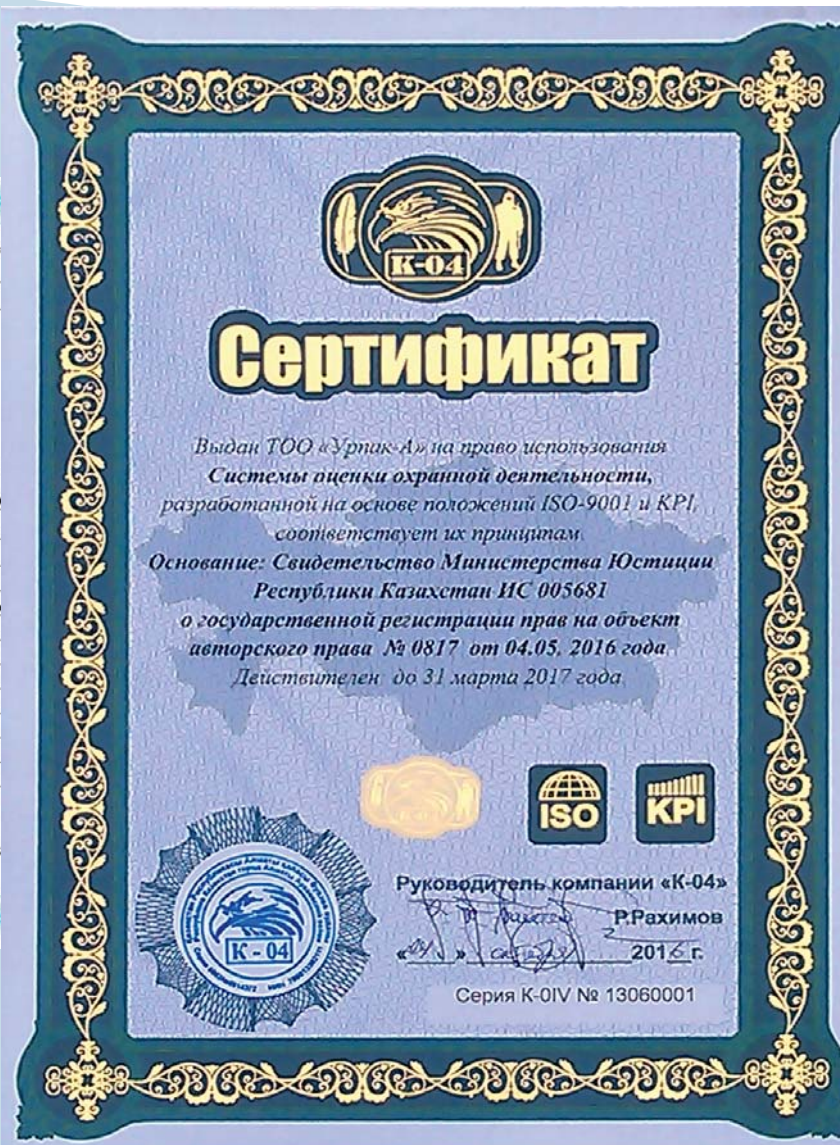 К-04
Сертификат
Выдан ТОО «Урпак-А» на право использования
Системы оценки охранной деятельности,
разработанной на основе положений ISO-9001 и KPI,
соответствует их принципам.
Основание: Свидетельство Министерства Юстиции
Республики Казахстан ИС 005681
о государственной регистрации прав на объект
авторского права № 0817 от 04.05. 2016 года
Действителен до 31 марта 2017 года.
ISO
KPI
Руководитель компании «К-04»
Р.Рахимов
2016 г.
К - 04
Серия К-0IV № 13060001